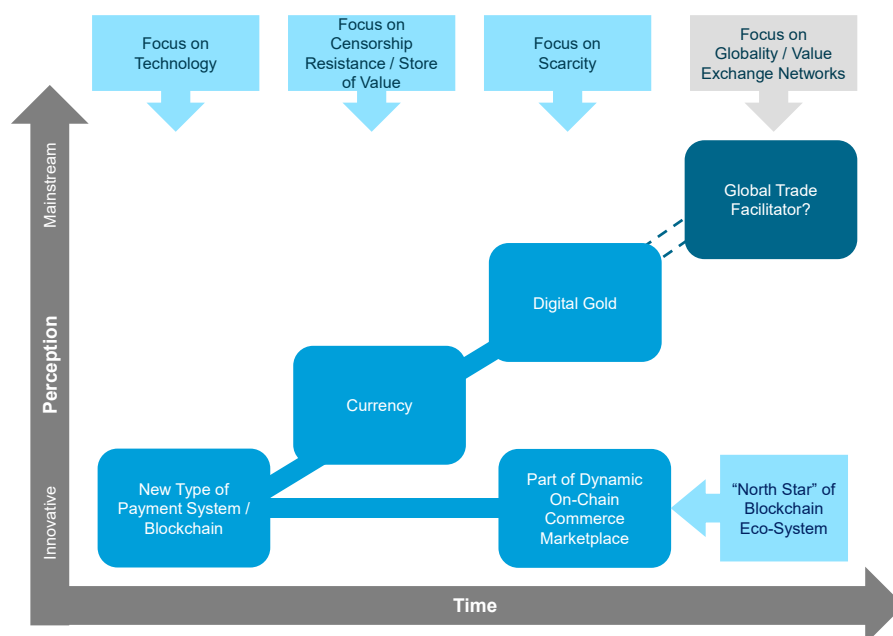 Focus on
Technology
Focus on
Censorship
Resistance / Store
of Value
Focus on
Scarcity
Focus on
Globality / Value
Exchange Networks
Mainstream
Perception
Innovative
Global Trade
Facilitator?
Digital Gold
Currency
New Type of
Payment System /
Blockchain
Part of Dynamic
On-Chain
Commerce
Marketplace
“North Star” of
Blockchain
Eco-System
Time